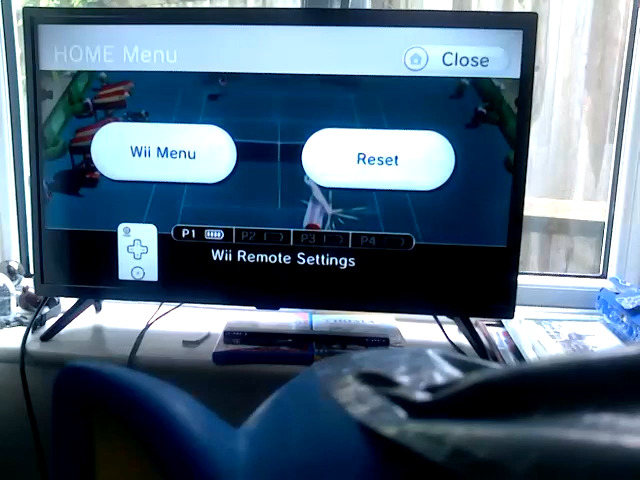 HOME Menu
Close
Wii Menu
Reset
P1 P2 P3 P4
Wii Remote Settings